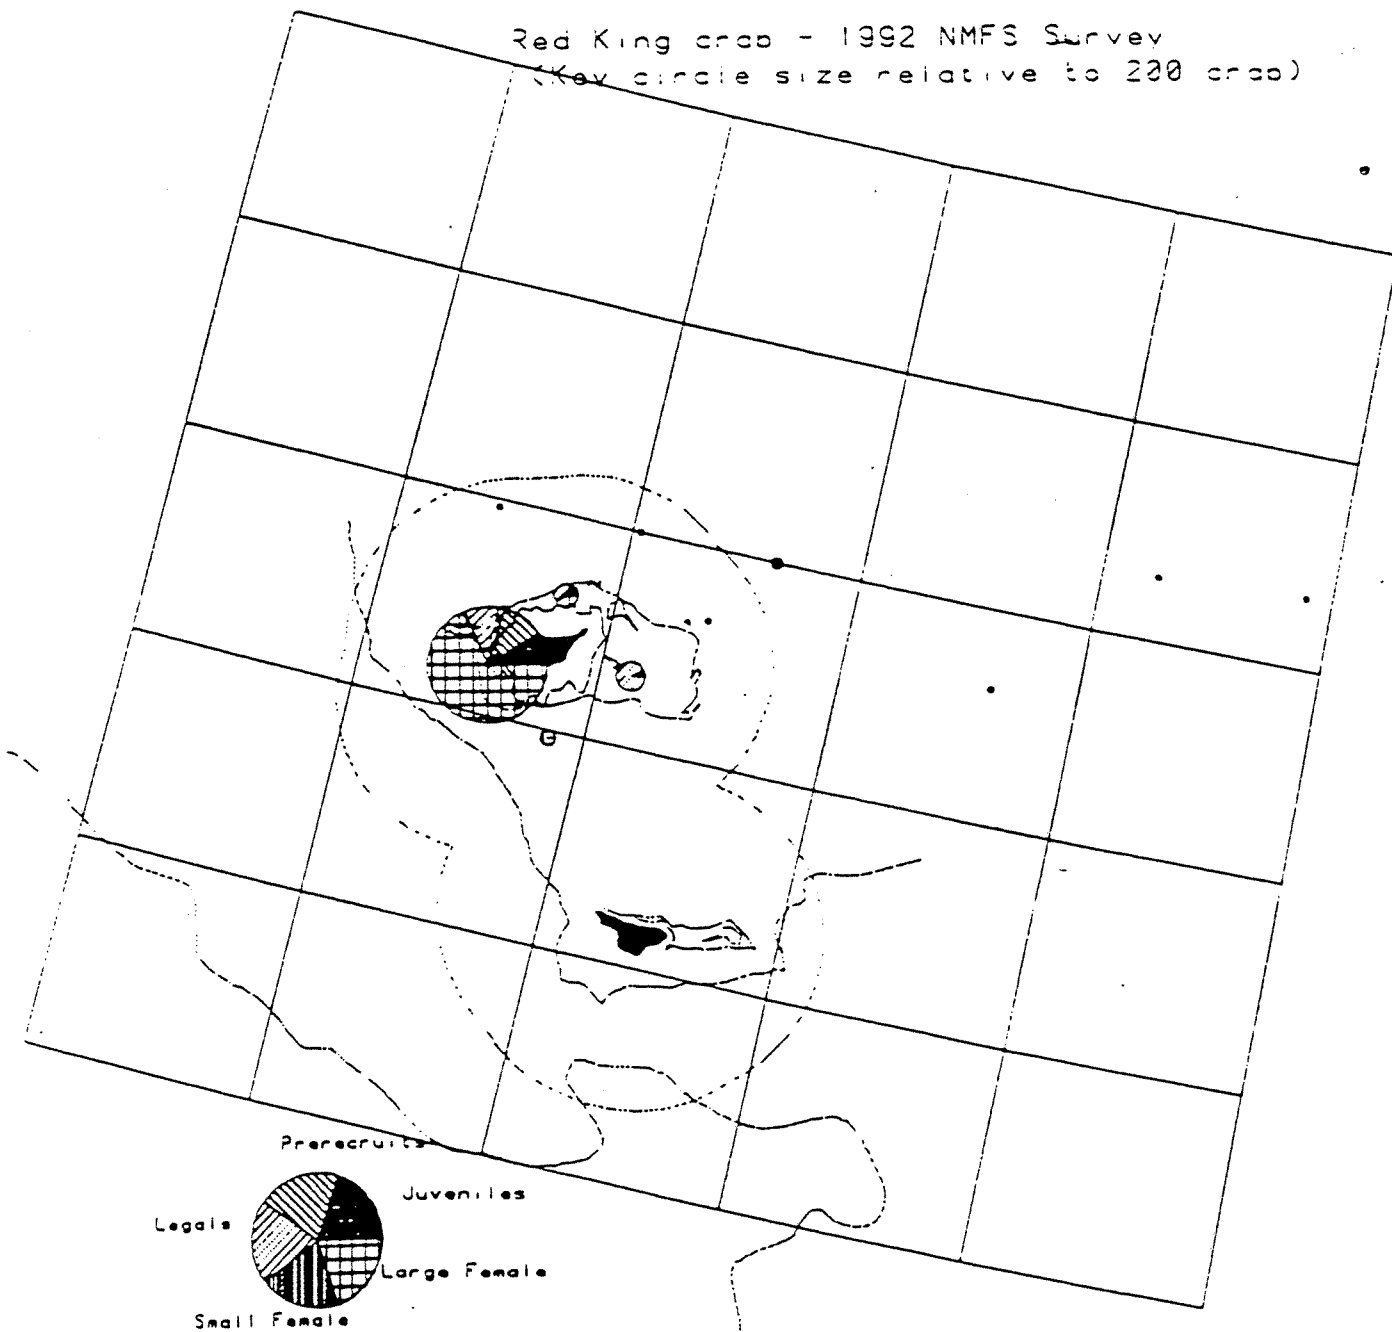 Red King crab - 1992 NMFS Survey
(Key circle size relative to 200 crab)
Prerecruits
Juveniles
Legals
Large Female
Small Female